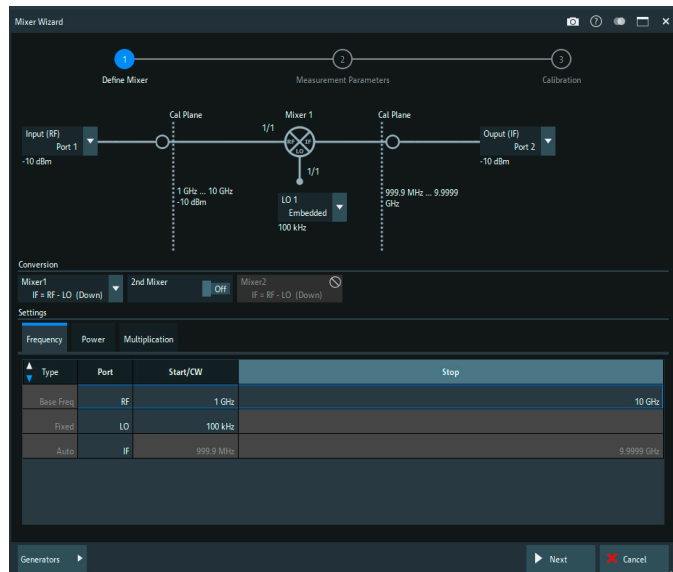 Mixer Wizard
1
2
3
Define Mixer
Measurement Parameters
Calibration
Cal Plane
Mixer 1
Cal Plane
Input (RF)
Port 1
-10 dBm
1/1
RF
IF
LO
1/1
Ouput (IF)
Port 2
-10 dBm
1 GHz ... 10 GHz
-10 dBm
LO 1
Embedded
100 kHz
999.9 MHz ... 9.9999
GHz
Conversion
Mixer1
IF = RF - LO (Down)
2nd Mixer
Off
Mixer2
IF = RF - LO (Down)
Settings
Frequency Power Multiplication
Type Port Start/CW Stop
Base Freq RF 1 GHz 10 GHz
Fixed LO 100 kHz
Auto IF 999.9 MHz 9.9999 GHz
Generators
Next
Cancel